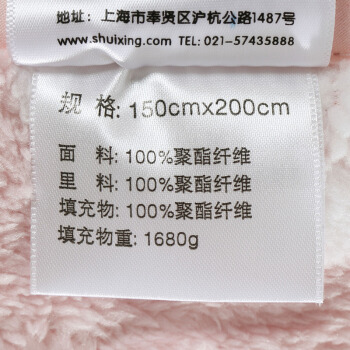 地址：上海市奉贤区沪杭公路1487号
www.shuixing.com TEL: 021-57435888
规 格: 150cmx200cm
面 料: 100%聚酯纤维
里 料: 100%聚酯纤维
填充物: 100%聚酯纤维
填充物重: 1680g